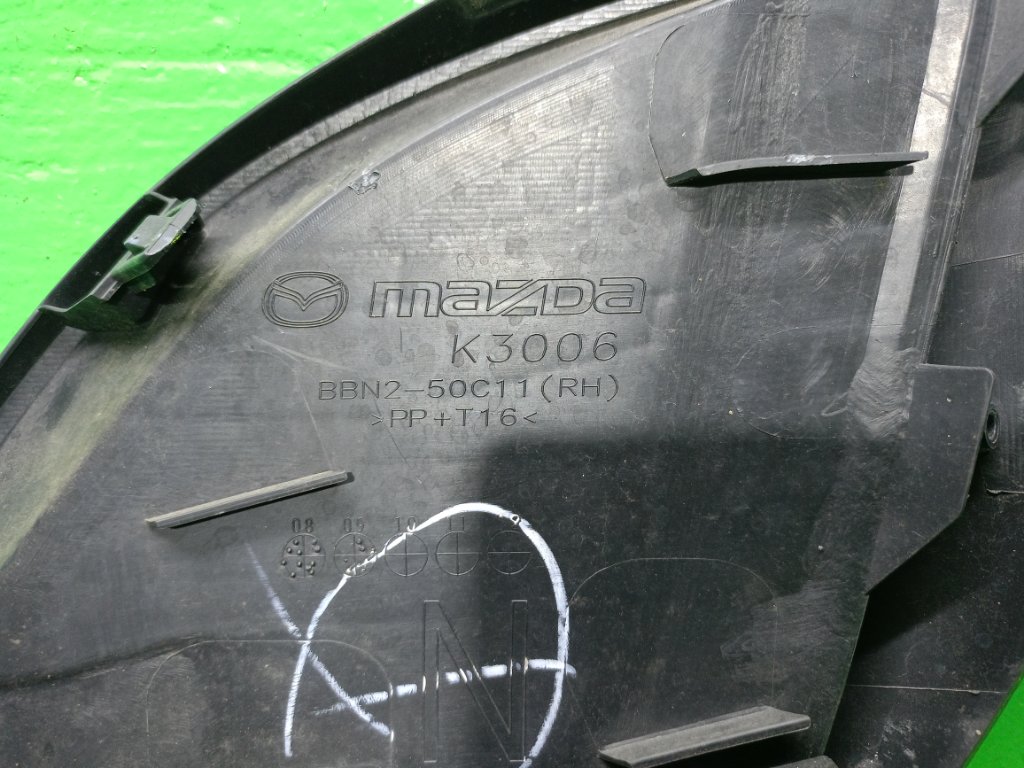 mazda
K3006
BBN2-50C11(RH)
>PP+T16<
08 09 10 11
N